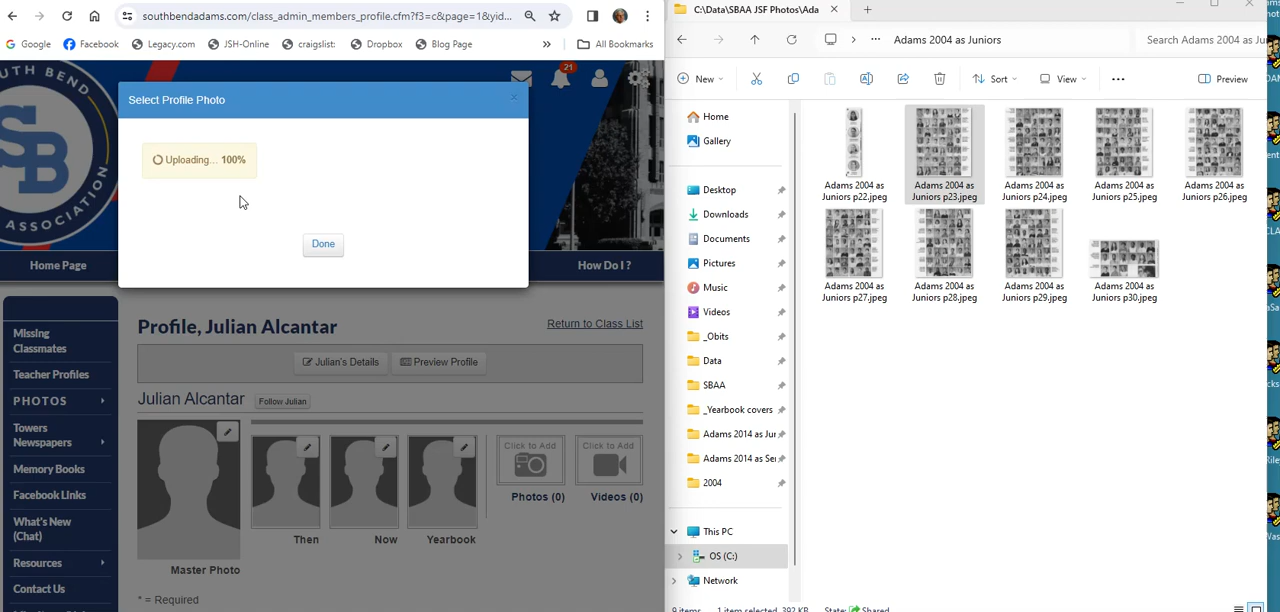 southbendadams.com/class_admin_members_profile.cfm?f3=c&page=1&yid...
Google Facebook Legacy.com JSH-Online craigslist: Dropbox Blog Page » All Bookmarks
C:\Data\SBAA JSF Photos\Ada
Adams 2004 as Juniors
Search Adams 2004 as Ju
New Sort View Preview
21
SB
ASSOCIATION
Select Profile Photo
Uploading... 100%
Done
Home Page
How Do I ?
Missing
Classmates
Teacher Profiles
PHOTOS
Towers
Newspapers
Memory Books
Facebook Links
What's New
(Chat)
Resources
Contact Us
Profile, Julian Alcantar
Return to Class List
Julian's Details Preview Profile
Julian Alcantar Follow Julian
Click to Add
Click to Add
Photos (0)
Videos (0)
Then
Now
Yearbook
Master Photo
* = Required
Home
Gallery
Desktop
Downloads
Documents
Pictures
Music
Videos
_Obits
Data
SBAA
_Yearbook covers
Adams 2014 as Jur
Adams 2014 as Se
2004
This PC
OS (C:)
Network
Adams 2004 as
Juniors p22.jpeg
Adams 2004 as
Juniors p23.jpeg
Adams 2004 as
Juniors p24.jpeg
Adams 2004 as
Juniors p25.jpeg
Adams 2004 as
Juniors p26.jpeg
Adams 2004 as
Juniors p27.jpeg
Adams 2004 as
Juniors p28.jpeg
Adams 2004 as
Juniors p29.jpeg
Adams 2004 as
Juniors p30.jpeg
9 items 1 item selected 392 KB State: Shared